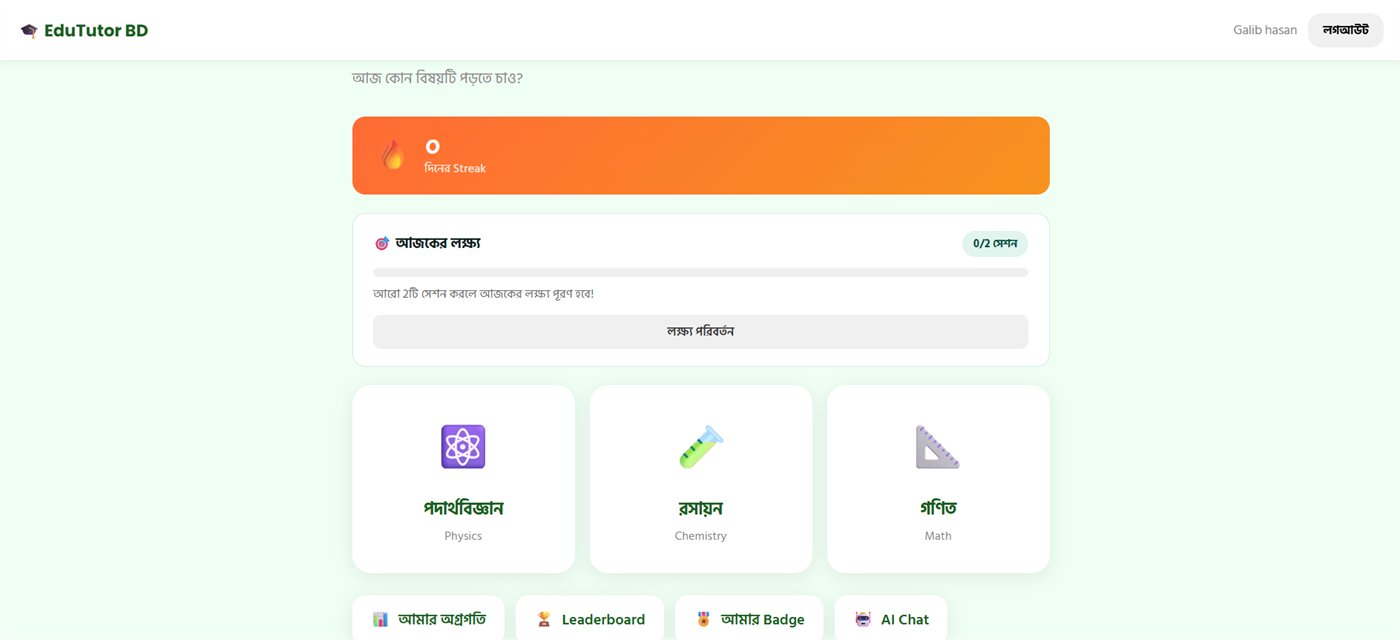 EduTutor BD
Galib hasan
লগআউট
আজ কোন বিষয়টি পড়তে চাও?
0
দিনের Streak
আজকের লক্ষ্য
0/2 সেশন
আরো 2টি সেশন করলে আজকের লক্ষ্য পূরণ হবে!
লক্ষ্য পরিবর্তন
পদার্থবিজ্ঞান
Physics
রসায়ন
Chemistry
গণিত
Math
আমার অগ্রগতি
Leaderboard
আমার Badge
AI Chat